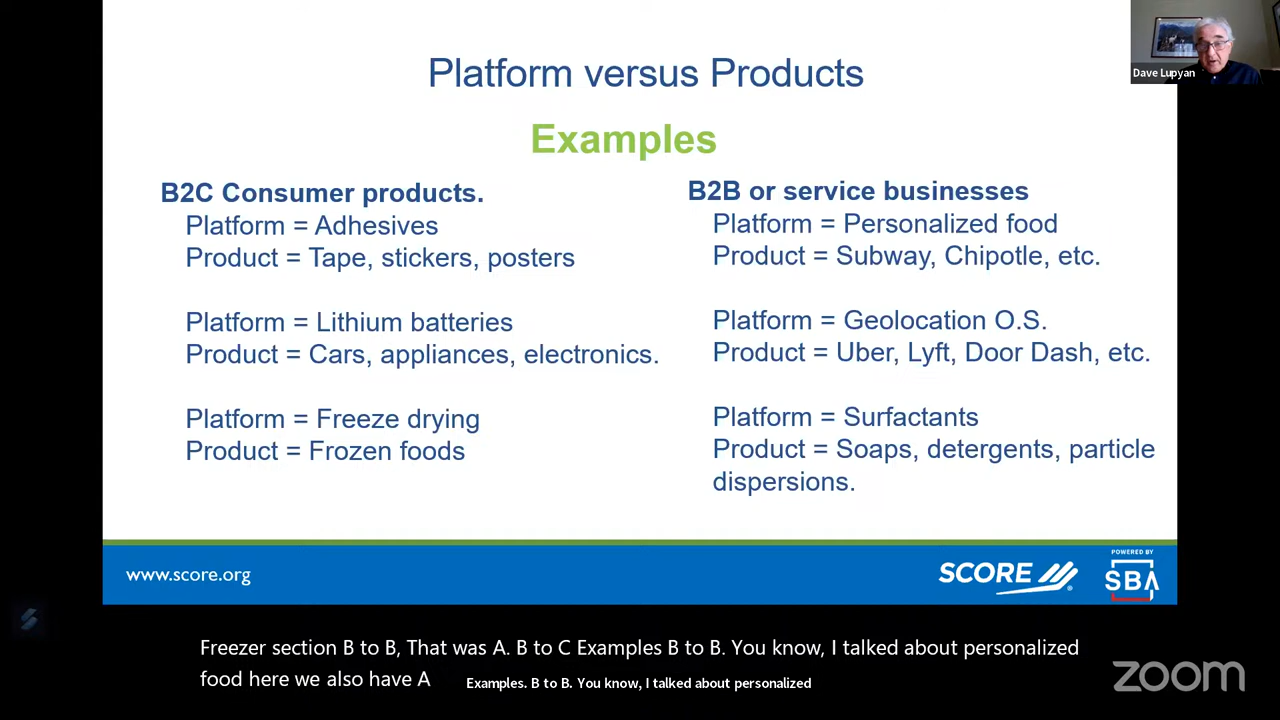 Platform versus Products
Dave Lupyan
Examples
B2C Consumer products.
Platform = Adhesives
Product = Tape, stickers, posters
Platform = Lithium batteries
Product = Cars, appliances, electronics.
Platform = Freeze drying
Product = Frozen foods
B2B or service businesses
Platform = Personalized food
Product = Subway, Chipotle, etc.
Platform = Geolocation O.S.
Product = Uber, Lyft, Door Dash, etc.
Platform = Surfactants
Product = Soaps, detergents, particle
dispersions.
www.score.org
SCORE
POWERED BY
SBA
Freezer section B to B, That was A. B to C Examples B to B. You know, I talked about personalized
food here we also have A
Examples. B to B. You know, I talked about personalized
zoom